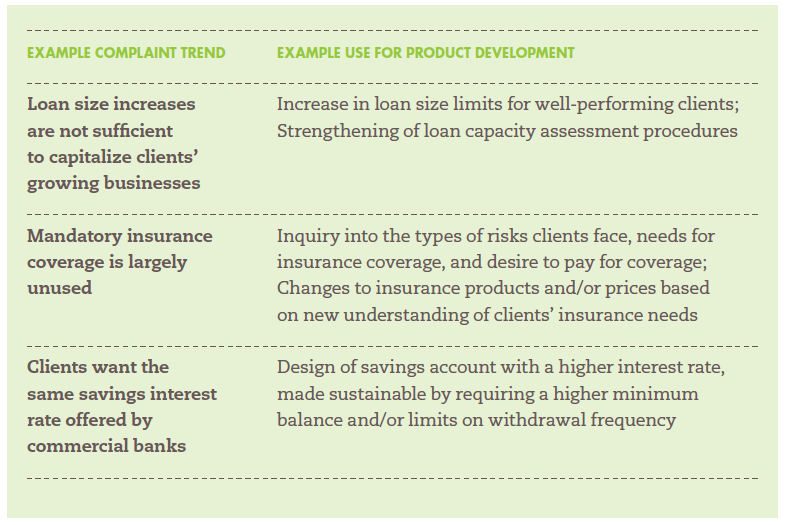 EXAMPLE COMPLAINT TREND
EXAMPLE USE FOR PRODUCT DEVELOPMENT
Loan size increases
are not sufficient
to capitalize clients’
growing businesses
Increase in loan size limits for well-performing clients;
Strengthening of loan capacity assessment procedures
Mandatory insurance
coverage is largely
unused
Inquiry into the types of risks clients face, needs for
insurance coverage, and desire to pay for coverage;
Changes to insurance products and/or prices based
on new understanding of clients’ insurance needs
Clients want the
same savings interest
rate offered by
commercial banks
Design of savings account with a higher interest rate,
made sustainable by requiring a higher minimum
balance and/or limits on withdrawal frequency